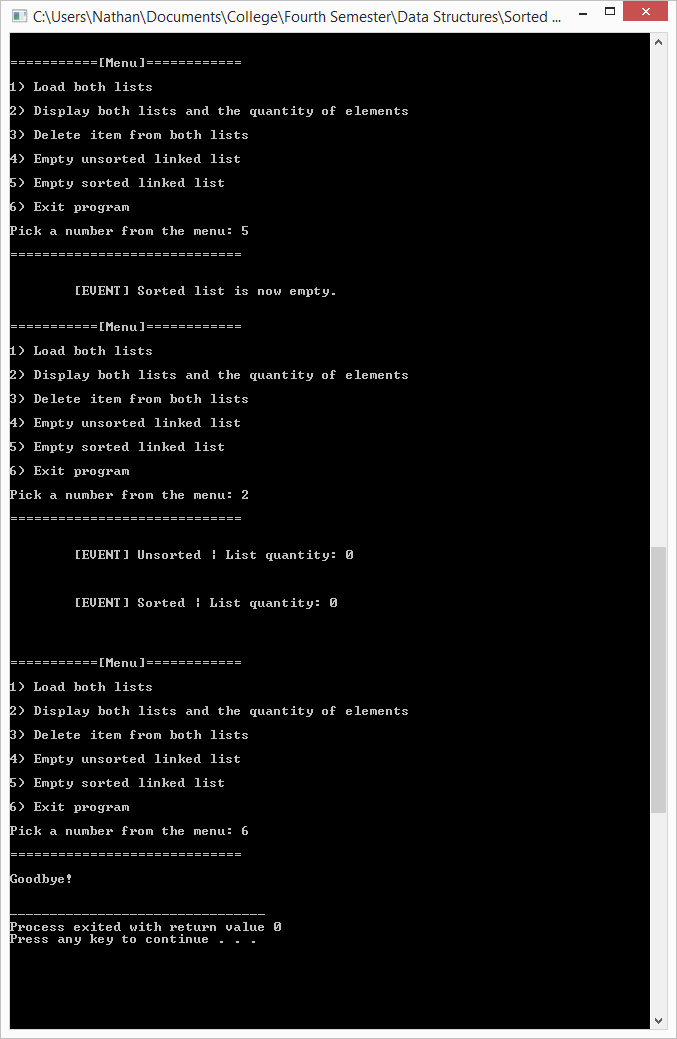 C:\Users\Nathan\Documents\College\Fourth Semester\Data Structures\Sorted ...
===========[Menu]============
1) Load both lists
2) Display both lists and the quantity of elements
3) Delete item from both lists
4) Empty unsorted linked list
5) Empty sorted linked list
6) Exit program
Pick a number from the menu: 5
=============================
[EVENT] Sorted list is now empty.
===========[Menu]============
1) Load both lists
2) Display both lists and the quantity of elements
3) Delete item from both lists
4) Empty unsorted linked list
5) Empty sorted linked list
6) Exit program
Pick a number from the menu: 2
=============================
[EVENT] Unsorted ¦ List quantity: 0
[EVENT] Sorted ¦ List quantity: 0
===========[Menu]============
1) Load both lists
2) Display both lists and the quantity of elements
3) Delete item from both lists
4) Empty unsorted linked list
5) Empty sorted linked list
6) Exit program
Pick a number from the menu: 6
=============================
Goodbye!
--------------------------------
Process exited with return value 0
Press any key to continue . . .